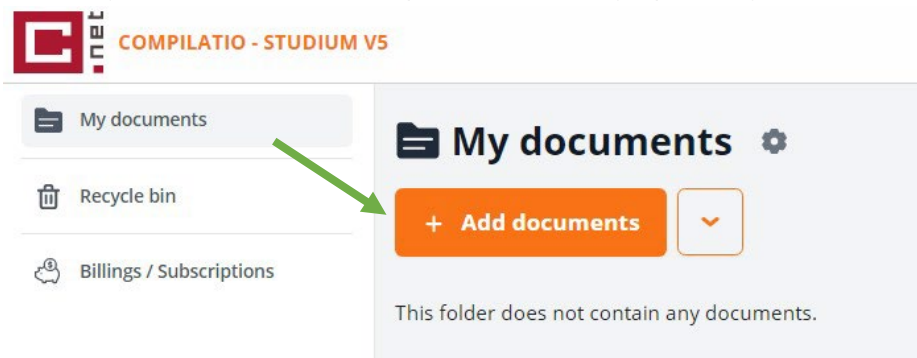 C.net
COMPILATIO - STUDIUM V5
My documents
Recycle bin
Billings / Subscriptions
My documents
+ Add documents
This folder does not contain any documents.